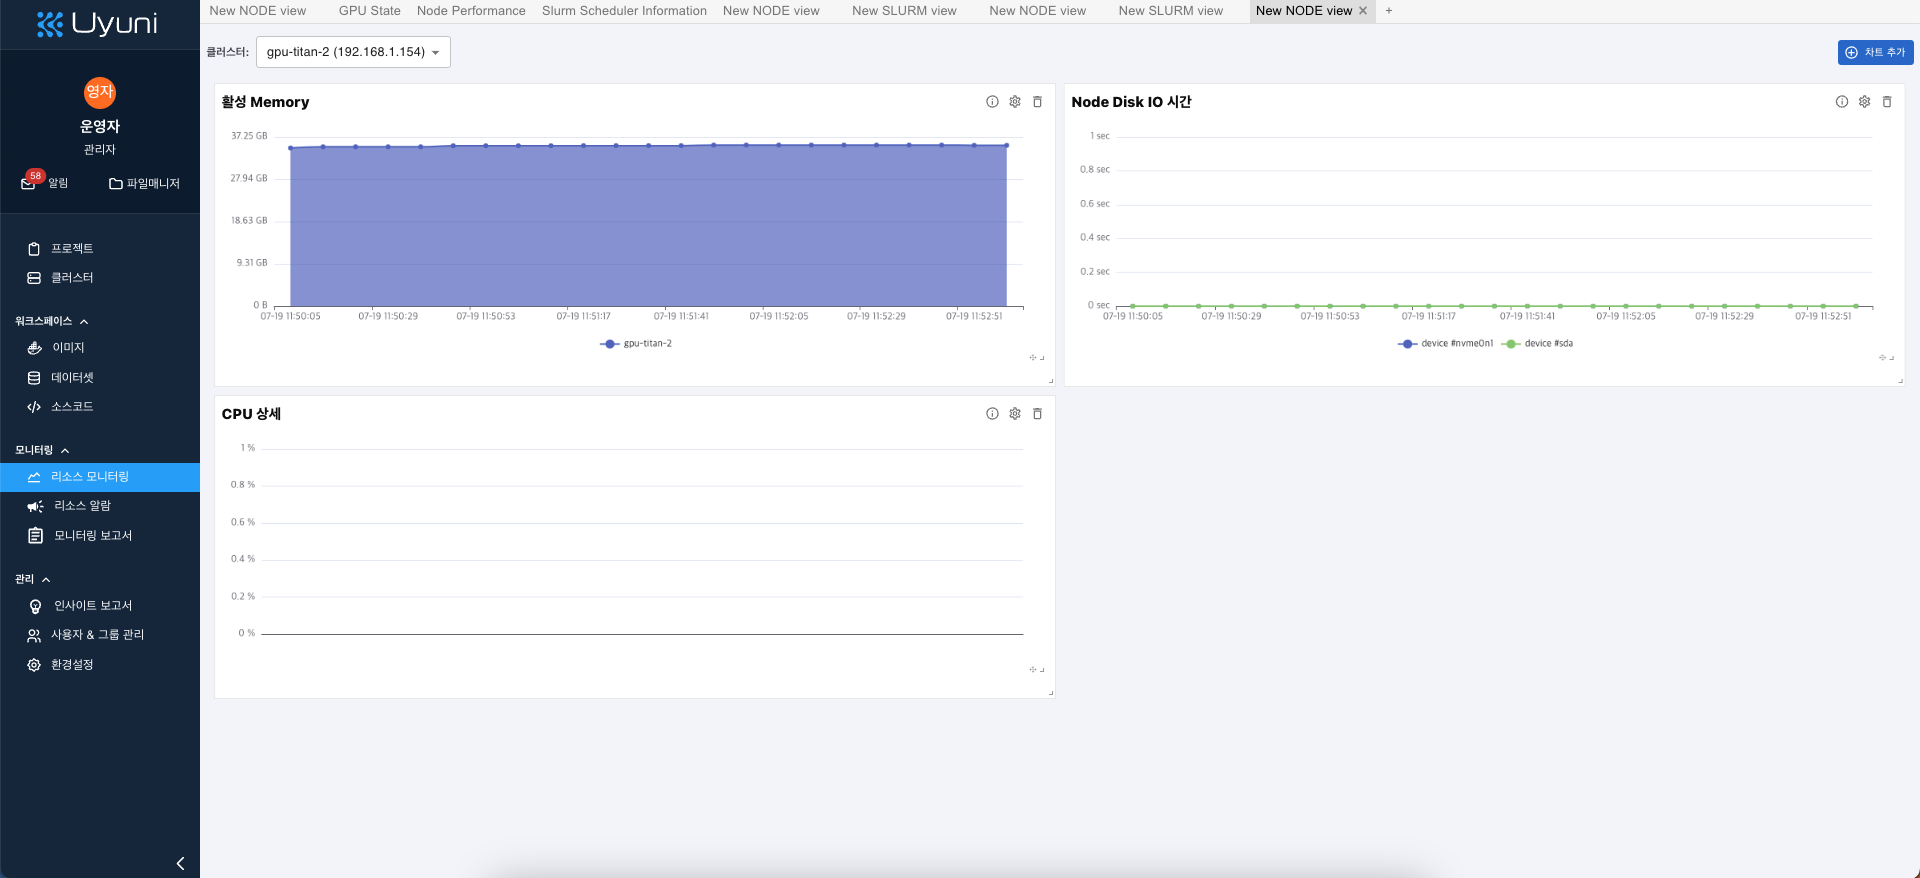 Uyuni
New NODE view
GPU State
Node Performance
Slurm Scheduler Information
New NODE view
New SLURM view
New NODE view
New SLURM view
New NODE view
+
영자
운영자
관리자
58
알림
파일매니저
프로젝트
클러스터
워크스페이스
이미지
데이터셋
소스코드
모니터링
리소스 모니터링
리소스 알람
모니터링 보고서
관리
인사이트 보고서
사용자 & 그룹 관리
환경설정
클러스터:
gpu-titan-2 (192.168.1.154)
차트 추가
활성 Memory
37.25 GB
27.94 GB
18.63 GB
9.31 GB
0 B
07-19 11:50:05
07-19 11:50:29
07-19 11:50:53
07-19 11:51:17
07-19 11:51:41
07-19 11:52:05
07-19 11:52:29
07-19 11:52:51
gpu-titan-2
Node Disk IO 시간
1 sec
0.8 sec
0.6 sec
0.4 sec
0.2 sec
0 sec
07-19 11:50:05
07-19 11:50:29
07-19 11:50:53
07-19 11:51:17
07-19 11:51:41
07-19 11:52:05
07-19 11:52:29
07-19 11:52:51
device #nvme0n1
device #sda
CPU 상세
1 %
0.8 %
0.6 %
0.4 %
0.2 %
0 %